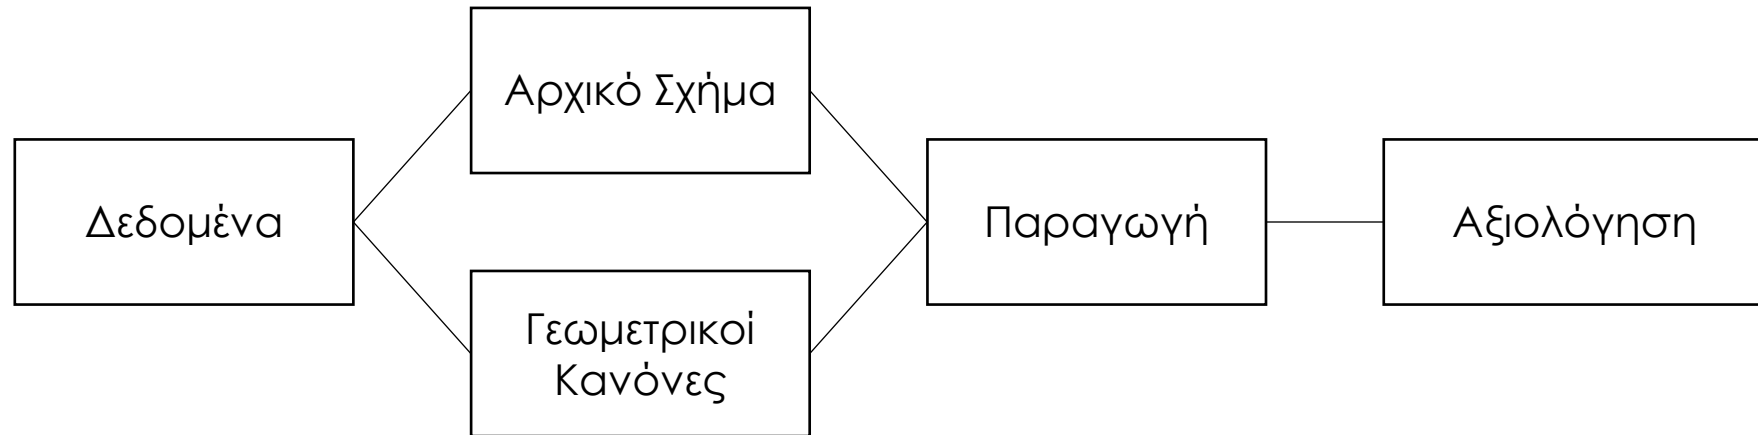 Δεδομένα
Αρχικό Σχήμα
Γεωμετρικοί
Κανόνες
Παραγωγή
Αξιολόγηση